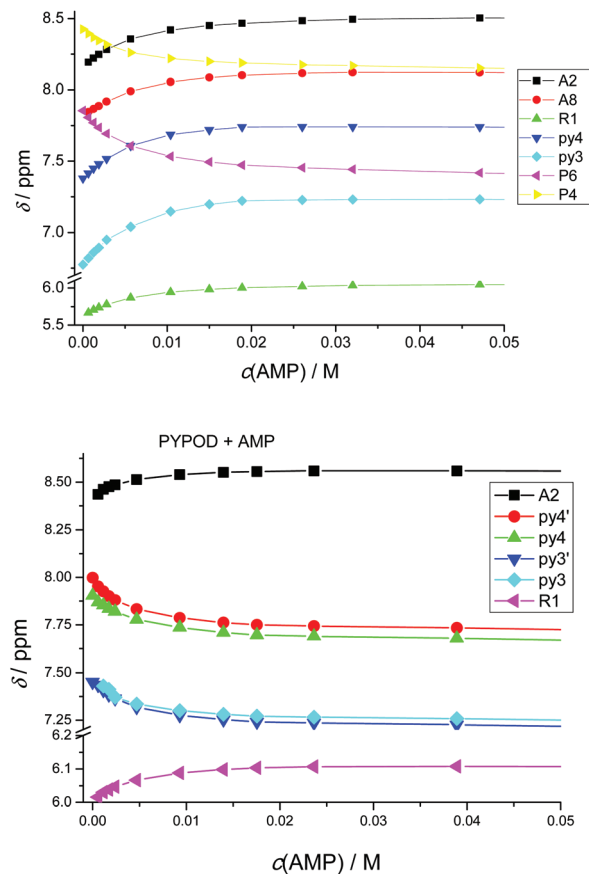 8.5
8.0
7.5
7.0
6.0
5.5
δ / ppm
A2
A8
R1
py4
py3
P6
P4
0.00 0.01 0.02 0.03 0.04 0.05
c(AMP) / M
PYPOD + AMP
8.50
8.25
8.00
7.75
7.50
7.25
6.2
6.1
6.0
δ / ppm
A2
py4'
py4
py3'
py3
R1
0.00 0.01 0.02 0.03 0.04 0.05
c(AMP) / M